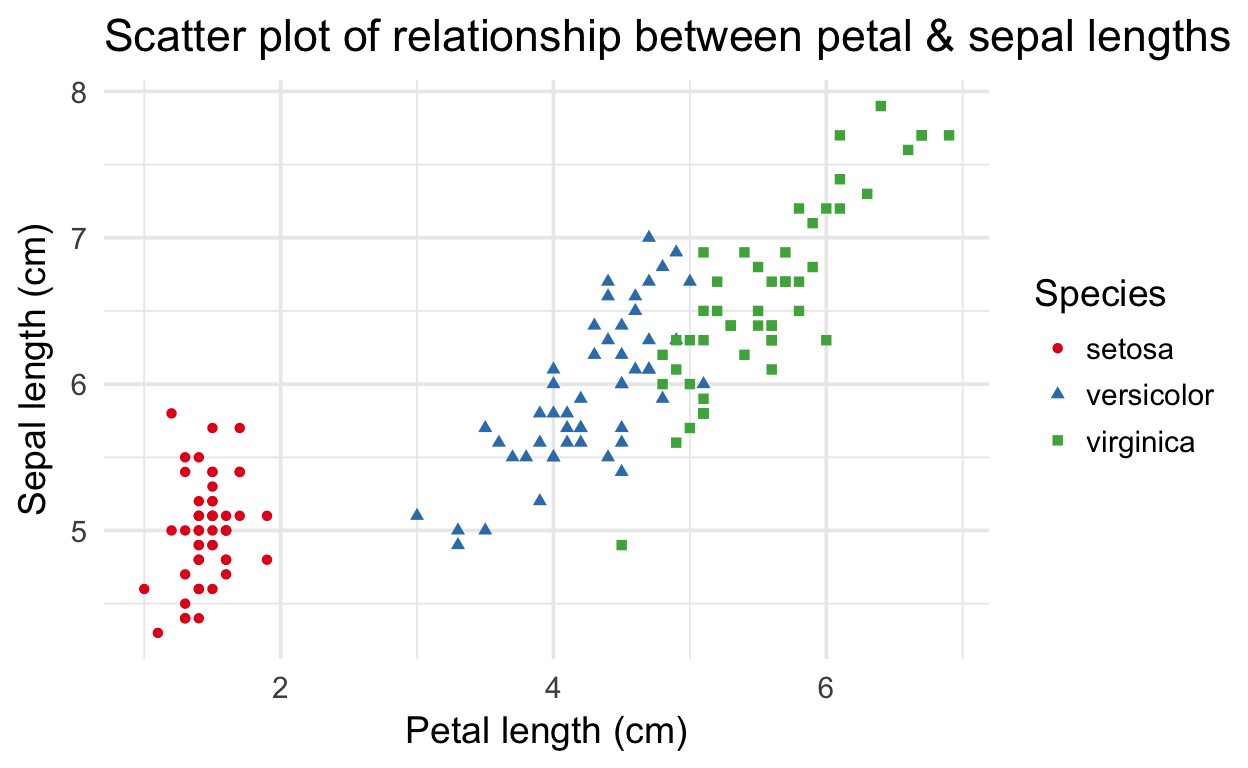 Scatter plot of relationship between petal & sepal lengths
8
7
6
5
Sepal length (cm)
2 4 6
Petal length (cm)
Species
setosa
versicolor
virginica